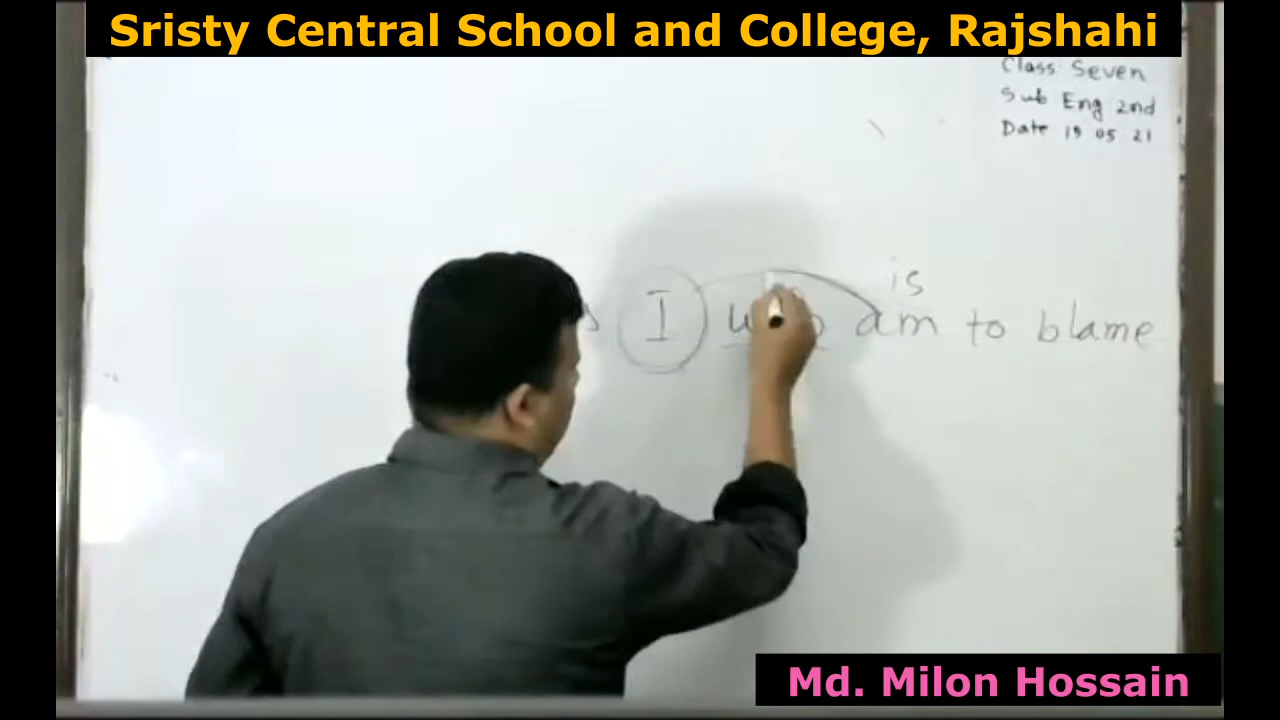 Sristy Central School and College, Rajshahi
Class Seven
Sub Eng 2nd
Date 19 05 21
is
I am to blame
Md. Milon Hossain